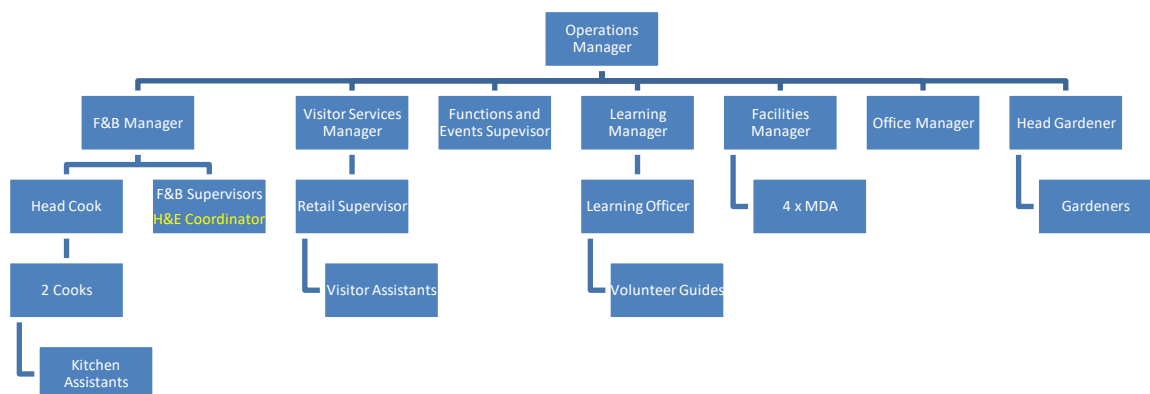 Operations
Manager
F&B Manager
Visitor Services
Manager
Functions and
Events Supevisor
Learning
Manager
Facilities
Manager
Office Manager
Head Gardener
Head Cook
F&B Supervisors
H&E Coordinator
Retail Supervisor
Learning Officer
4 x MDA
Gardeners
2 Cooks
Visitor Assistants
Volunteer Guides
Kitchen
Assistants